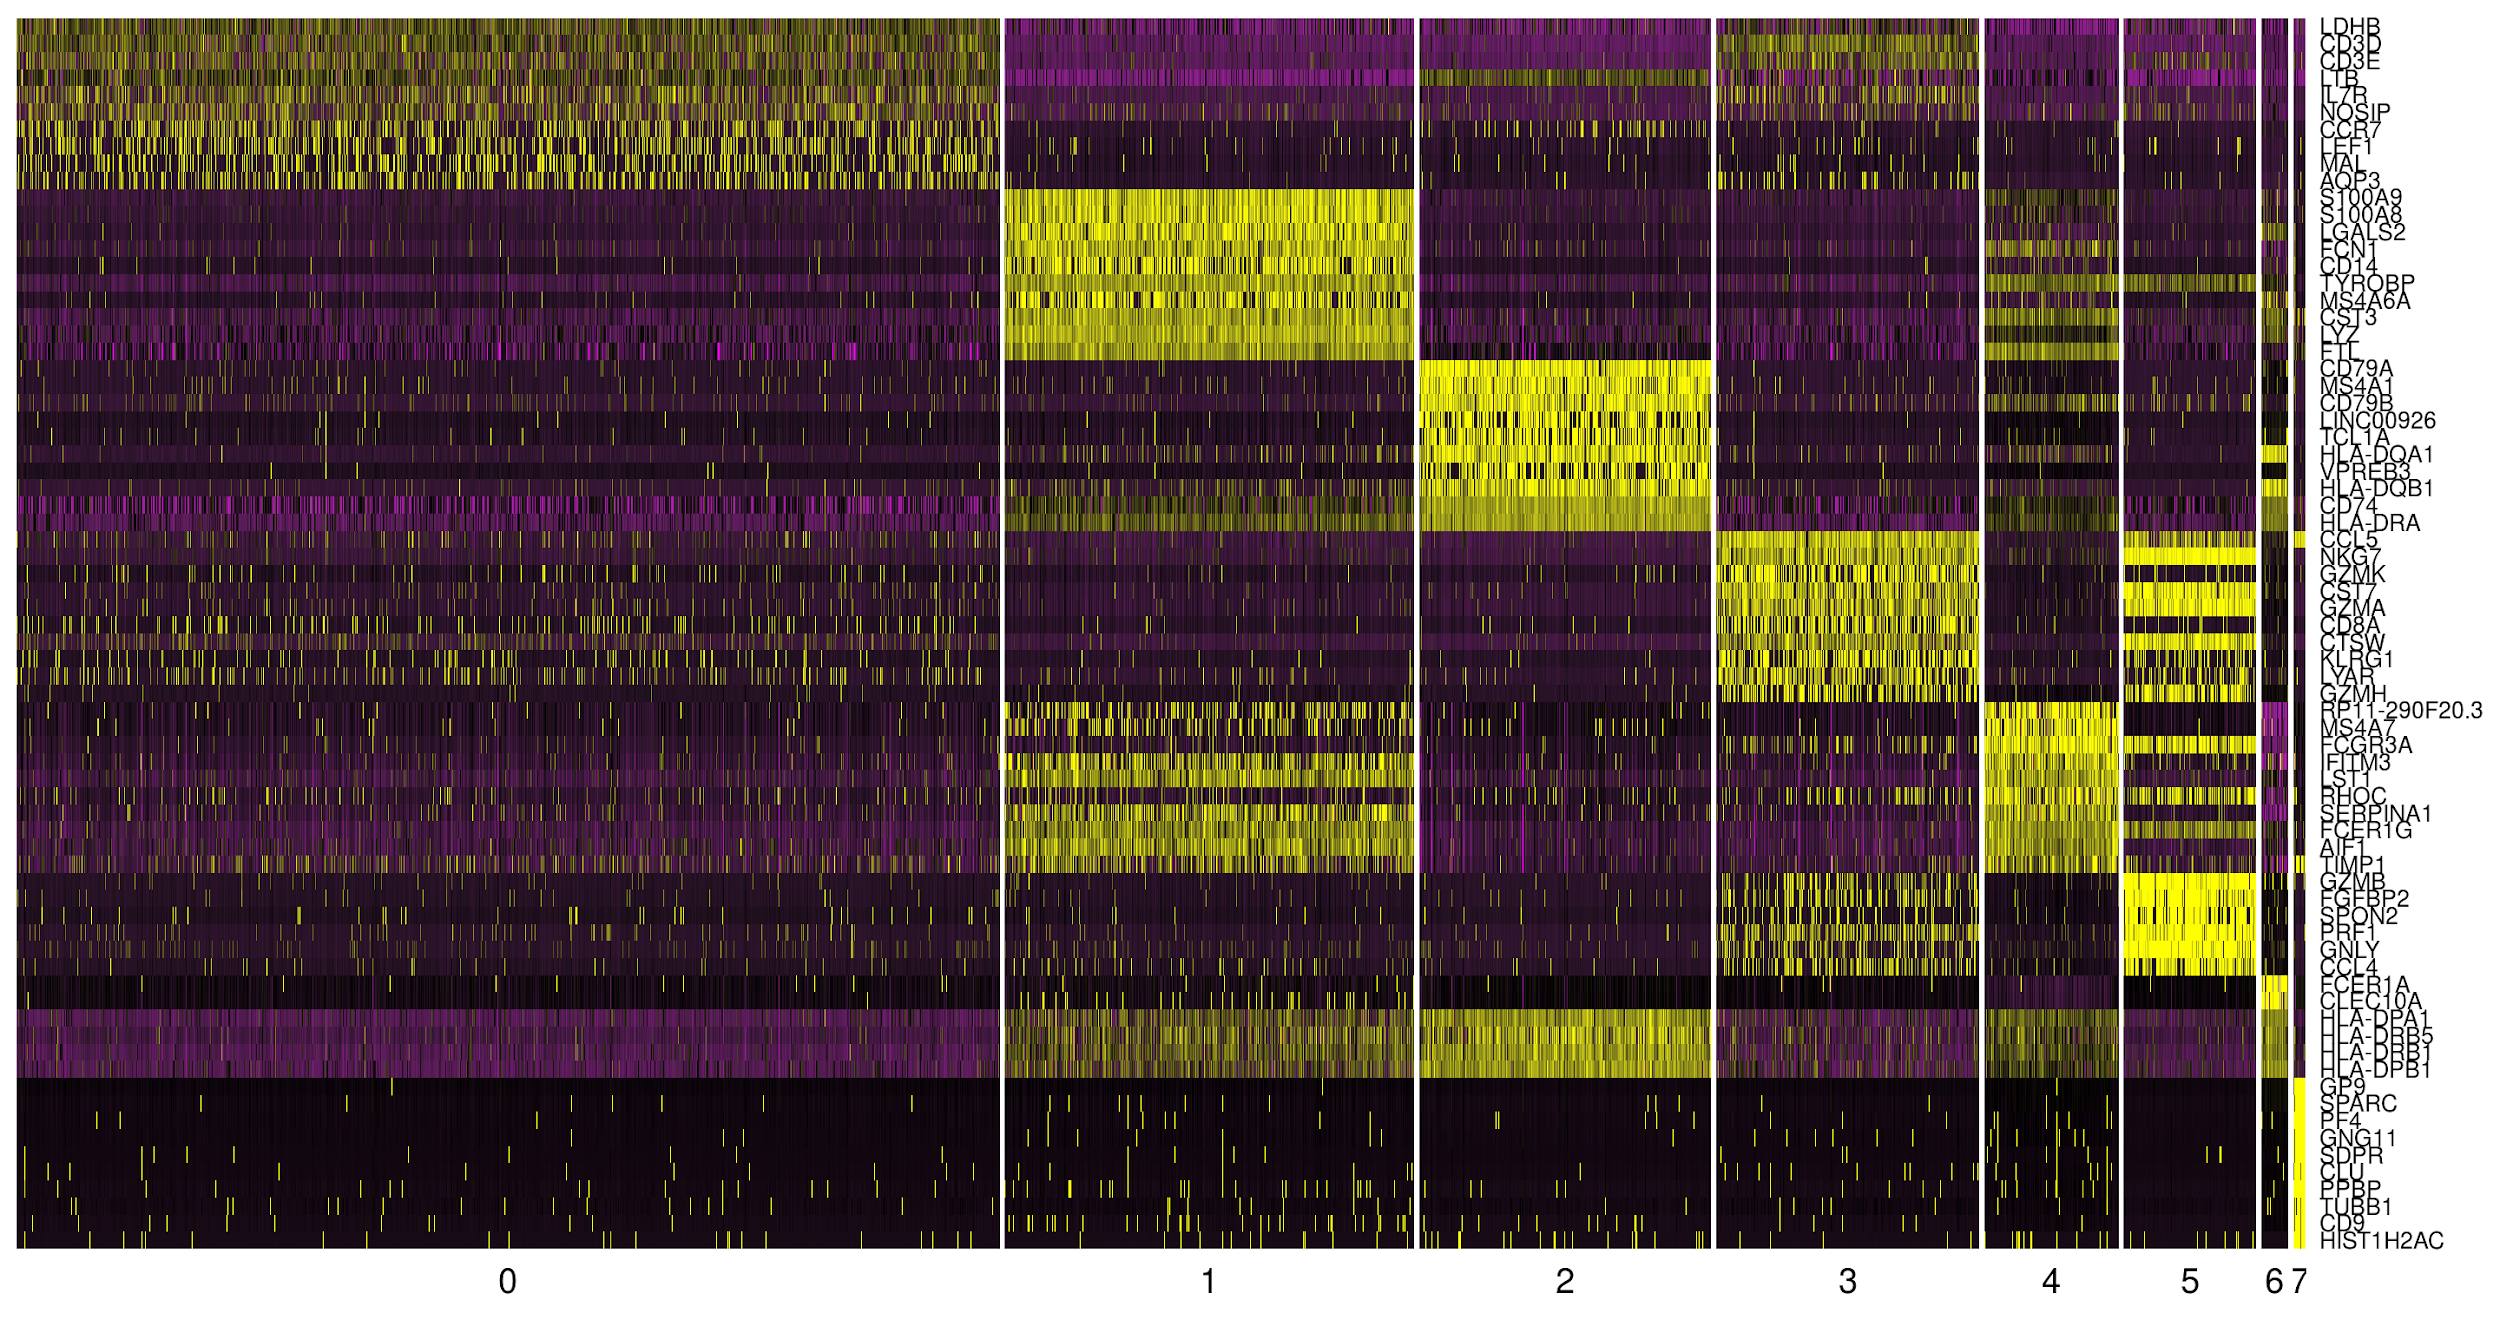 LDHB
CD3D
CD3E
LTB
IL7R
NOSIP
CCR7
LEF1
MAL
AQP3
S100A9
S100A8
LGALS2
FCN1
CD14
TYROBP
MS4A6A
CST3
LYZ
FTL
CD79A
MS4A1
CD79B
LINC00926
TCL1A
HLA-DQA1
VPREB3
HLA-DQB1
CD74
HLA-DRA
CCL5
NKG7
GZMK
CST7
GZMA
CD8A
CTSW
KLRG1
LYAR
GZMH
RP11-290F20.3
MS4A7
FCGR3A
IFITM3
LST1
RHOC
SERPINA1
FCER1G
AIF1
TIMP1
GZMB
FGFBP2
SPON2
PRF1
GNLY
CCL4
FCER1A
CLEC10A
HLA-DPA1
HLA-DRB5
HLA-DRB1
HLA-DPB1
GP9
SPARC
PF4
GNG11
SDPR
CLU
PPBP
TUBB1
CD9
HIST1H2AC
0 1 2 3 4 5 6 7